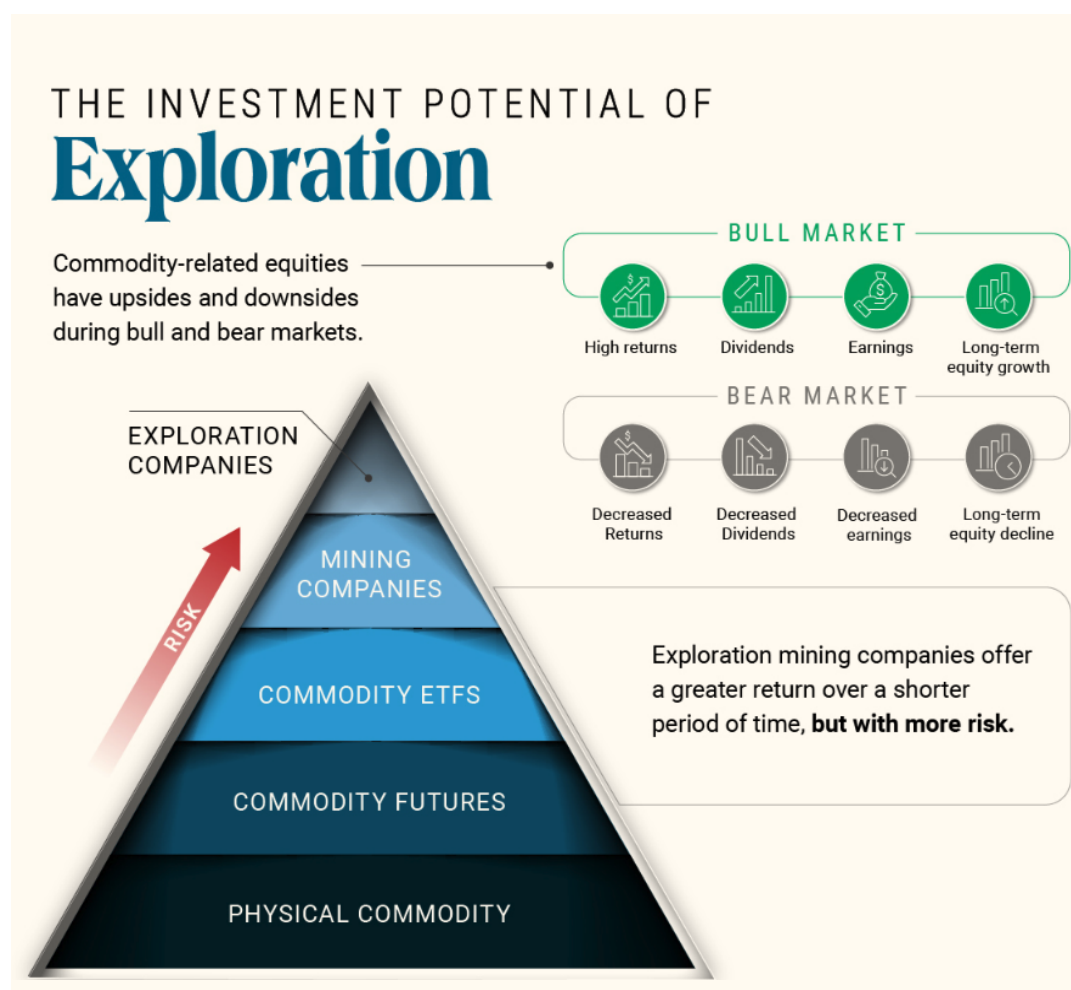 THE INVESTMENT POTENTIAL OF
Exploration
Commodity-related equities
have upsides and downsides
during bull and bear markets.
BULL MARKET
High returns
Dividends
Earnings
Long-term
equity growth
BEAR MARKET
Decreased
Returns
Decreased
Dividends
Decreased
earnings
Long-term
equity decline
EXPLORATION
COMPANIES
RISK
MINING
COMPANIES
COMMODITY ETFS
COMMODITY FUTURES
PHYSICAL COMMODITY
Exploration mining companies offer
a greater return over a shorter
period of time, but with more risk.